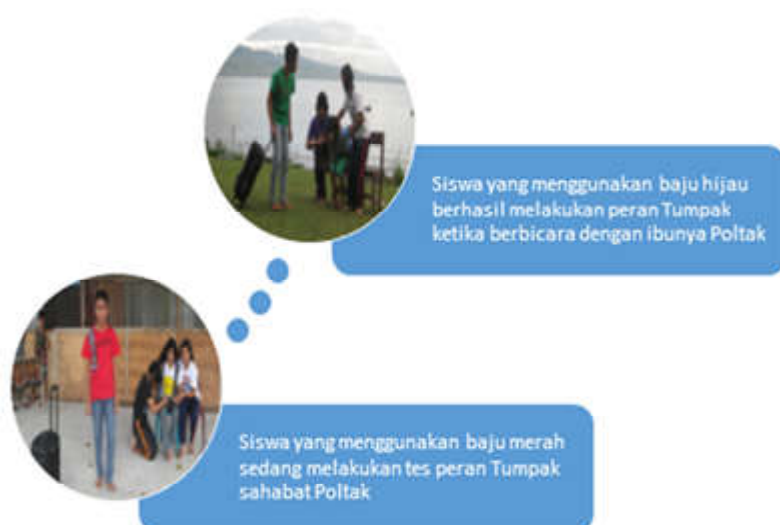 Siswa yang menggunakan baju hijau
berhasil melakukan peran Tumpak
ketika berbicara dengan ibunya Poltak
Siswa yang menggunakan baju merah
sedang melakukan tes peran Tumpak
sahabat Poltak